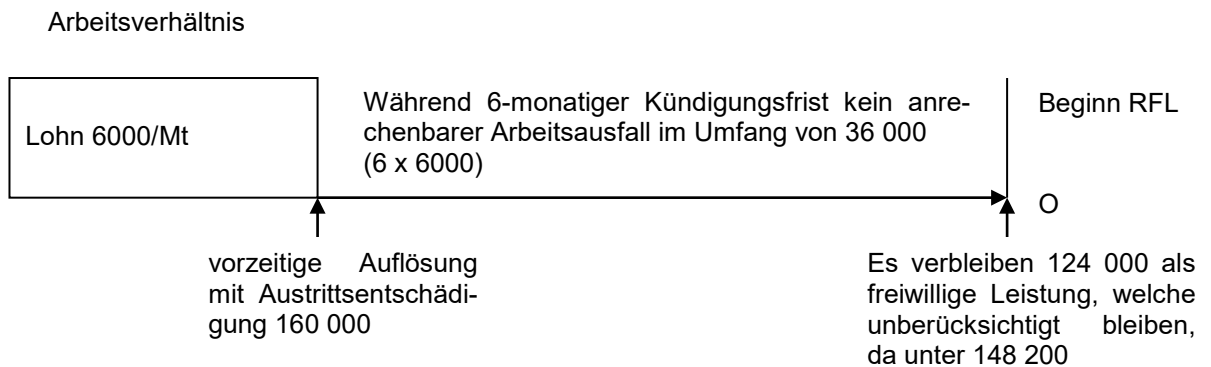 Arbeitsverhältnis
Lohn 6000/Mt
Während 6-monatiger Kündigungsfrist kein anre-
chenbarer Arbeitsausfall im Umfang von 36 000
(6 x 6000)
Beginn RFL
O
vorzeitige Auflösung
mit Austrittsentschädi-
gung 160 000
Es verbleiben 124 000 als
freiwillige Leistung, welche
unberücksichtigt bleiben,
da unter 148 200